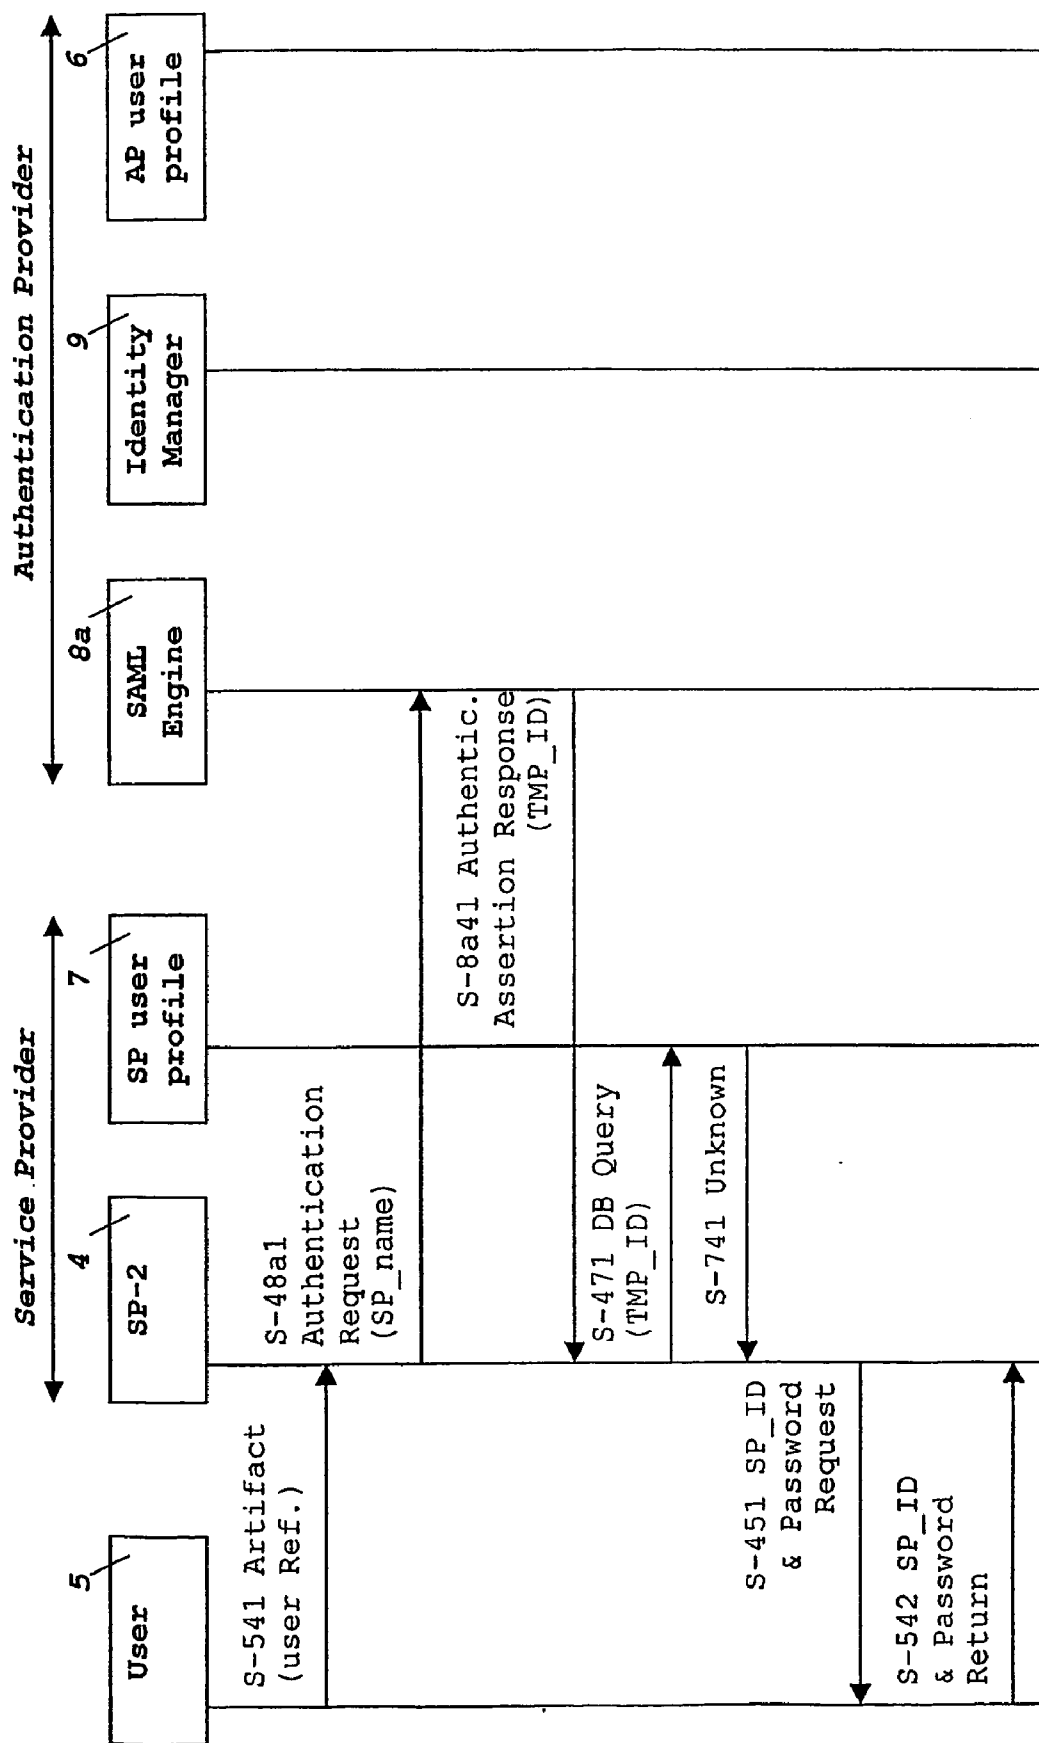 Service Provider
Authentication Provider
5
4
7
8a
9
6
User
SP-2
SP user
profile
SAML
Engine
Identity
Manager
AP user
profile
S-541 Artifact
(user Ref.)
S-48a1
Authentication
Request
(SP_name)
S-8a41 Authentic.
Assertion Response
(TMP_ID)
S-471 DB Query
(TMP_ID)
S-741 Unknown
S-451 SP_ID
& Password
Request
S-542 SP_ID
& Password
Return